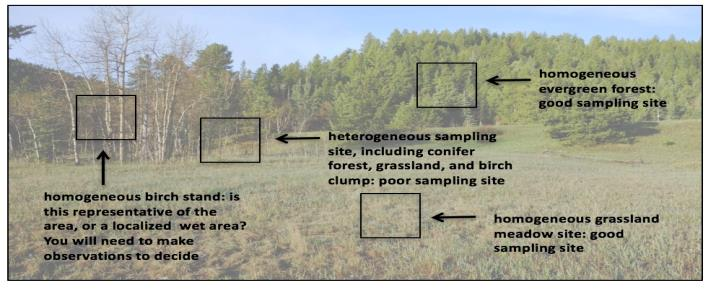 homogeneous
evergreen forest:
good sampling site
heterogeneous sampling
site, including conifer
forest, grassland, and birch
clump: poor sampling site
homogeneous birch stand: is
this representative of the
area, or a localized wet area?
You will need to make
observations to decide
homogeneous grassland
meadow site: good
sampling site